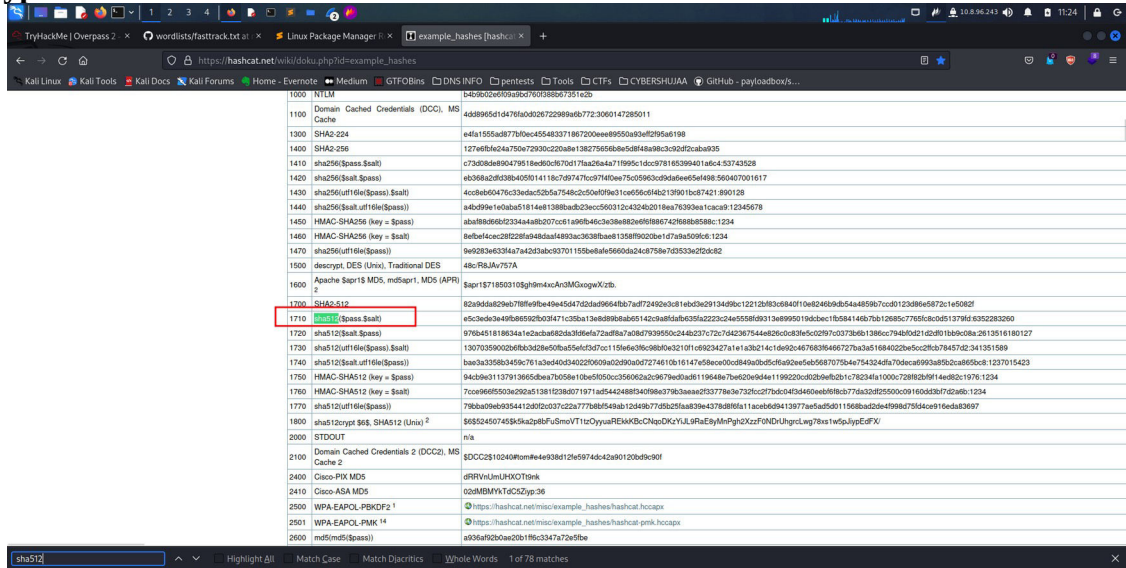 1 2 3 4
10.8.96.243
11:24
TryHackMe | Overpass 2 -
wordlists/fasttrack.txt at
Linux Package Manager R
example_hashes [hashcat
https://hashcat.net/wiki/doku.php?id=example_hashes
Kali Linux Kali Tools Kali Docs Kali Forums Home - Evernote Medium GTFOBins DNS INFO pentests Tools CTFs CYBERSHUJAA GitHub - payloadbox/s...
1000 NTLM b4b9b02e6f09a9bd760f388b67351e2b
1100 Domain Cached Credentials (DCC), MS Cache 4dd8965d1d476fa0d026722989a6b772:3060147285011
1300 SHA2-224 e4fa1555ad877bf0ec455483371867200eee89550a93eff2f95a6198
1400 SHA2-256 127e6fbfe24a750e72930c220a8e138275656b8e5d8f48a98c3c92df2caba935
1410 sha256($pass.$salt) c73d08de890479518ed60cf670d17faa26a4a71f995c1dcc978165399401a6c4:53743528
1420 sha256($salt.$pass) eb368a2dfd38b405f014118c7d9747fcc97f4f0ee75c05963cd9da6ee65ef498:560407001617
1430 sha256(utf16le($pass).$salt) 4cc8eb60476c33edac52b5a7548c2c50ef0f9e31ce656c6f4b213f901bc87421:890128
1440 sha256($salt.utf16le($pass)) a4bd99e1e0aba51814e81388badb23ecc560312c4324b2018ea76393ea1caca9:12345678
1450 HMAC-SHA256 (key = $pass) abaf88d66bf2334a4a8b207cc61a96fb46c3e38e882e6f6f886742f688b8588c:1234
1460 HMAC-SHA256 (key = $salt) 8efbef4cec28f228fa948daaf4893ac3638fbae81358ff9020be1d7a9a509fc6:1234
1470 sha256(utf16le($pass)) 9e9283e633f4a7a42d3abc93701155be8afe5660da24c8758e7d3533e2f2dc82
1500 descrypt, DES (Unix), Traditional DES 48c/R8JAv757A
1600 Apache $apr1$ MD5, md5apr1, MD5 (APR) 2 $apr1$71850310$gh9m4xcAn3MGxogwX/ztb.
1700 SHA2-512
1710 sha512($pass.$salt)
1720 sha512($salt.$pass)
1730 sha512(utf16le($pass).$salt)
1740 sha512($salt.utf16le($pass))
1750 HMAC-SHA512 (key = $pass)
1760 HMAC-SHA512 (key = $salt)
1770 sha512(utf16le($pass))
1800 sha512crypt $6$, SHA512 (Unix) 2
2000 STDOUT n/a
2100 Domain Cached Credentials 2 (DCC2), MS Cache 2 $DCC2$10240#tom#e4e938d12fe5974dc42a90120bd9c90f
2400 Cisco-PIX MD5 dRRVnUmUHXOTt9nk
2410 Cisco-ASA MD5 02dMBMYkTdC5Ziyp:36
2500 WPA-EAPOL-PBKDF2 1 https://hashcat.net/misc/example_hashes/hashcat.hccapx
2501 WPA-EAPOL-PMK 14 https://hashcat.net/misc/example_hashes/hashcat-pmk.hccapx
2600 md5(md5($pass)) a936af92b0ae20b1ff6c3347a72e5fbe
sha512 Highlight All Match Case Match Diacritics Whole Words 1 of 78 matches